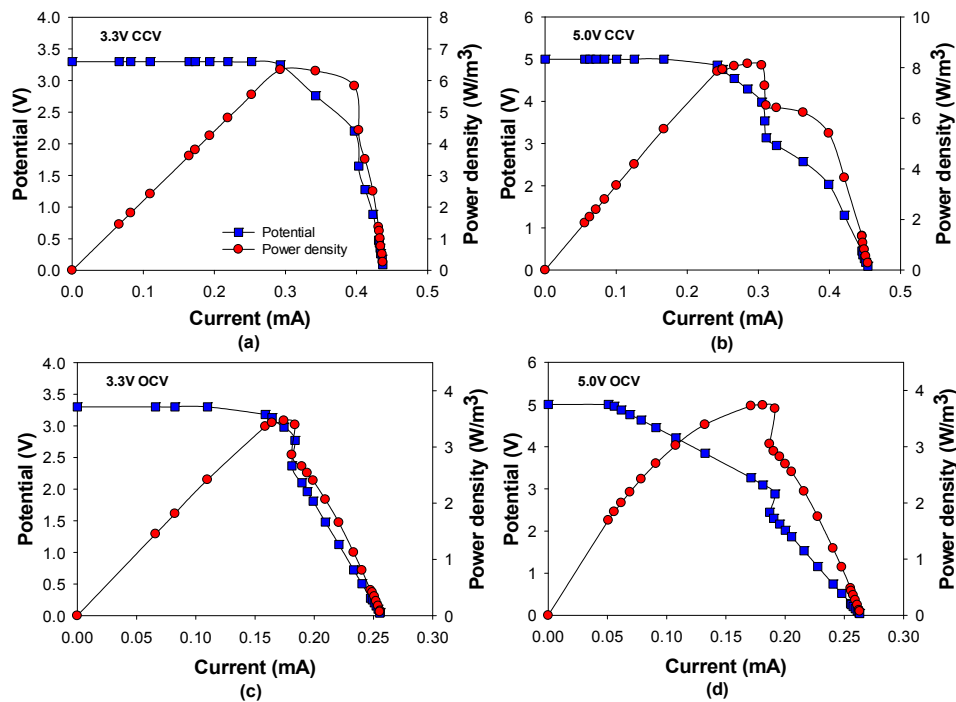 3.3V CCV
4.0
3.5
3.0
2.5
2.0
1.5
1.0
0.5
0.0
Potential (V)
8
7
6
5
4
3
2
1
0
Power density (W/m³)
Potential
Power density
0.0 0.1 0.2 0.3 0.4 0.5
Current (mA)
(a)
5.0V CCV
6
5
4
3
2
1
0
Potential (V)
10
8
6
4
2
0
Power density (W/m³)
0.0 0.1 0.2 0.3 0.4 0.5
Current (mA)
(b)
3.3V OCV
4.0
3.5
3.0
2.5
2.0
1.5
1.0
0.5
0.0
Potential (V)
4
3
2
1
0
Power density (W/m³)
0.00 0.05 0.10 0.15 0.20 0.25 0.30
Current (mA)
(c)
5.0V OCV
6
5
4
3
2
1
0
Potential (V)
4
3
2
1
0
Power density (W/m³)
0.00 0.05 0.10 0.15 0.20 0.25 0.30
Current (mA)
(d)